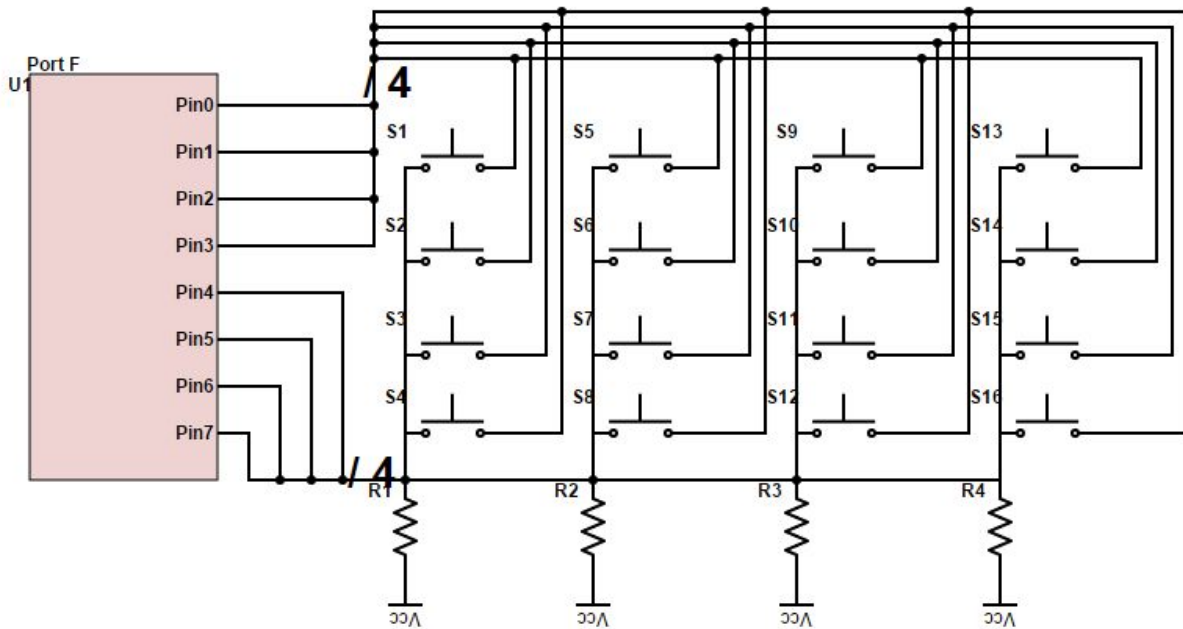 Port F
U1
/ 4
Pin0
Pin1
Pin2
Pin3
Pin4
Pin5
Pin6
Pin7
S1 S5 S9 S13
S2 S6 S10 S14
S3 S7 S11 S15
S4 S8 S12 S16
/ 4
R1 R2 R3 R4
Vcc Vcc Vcc Vcc